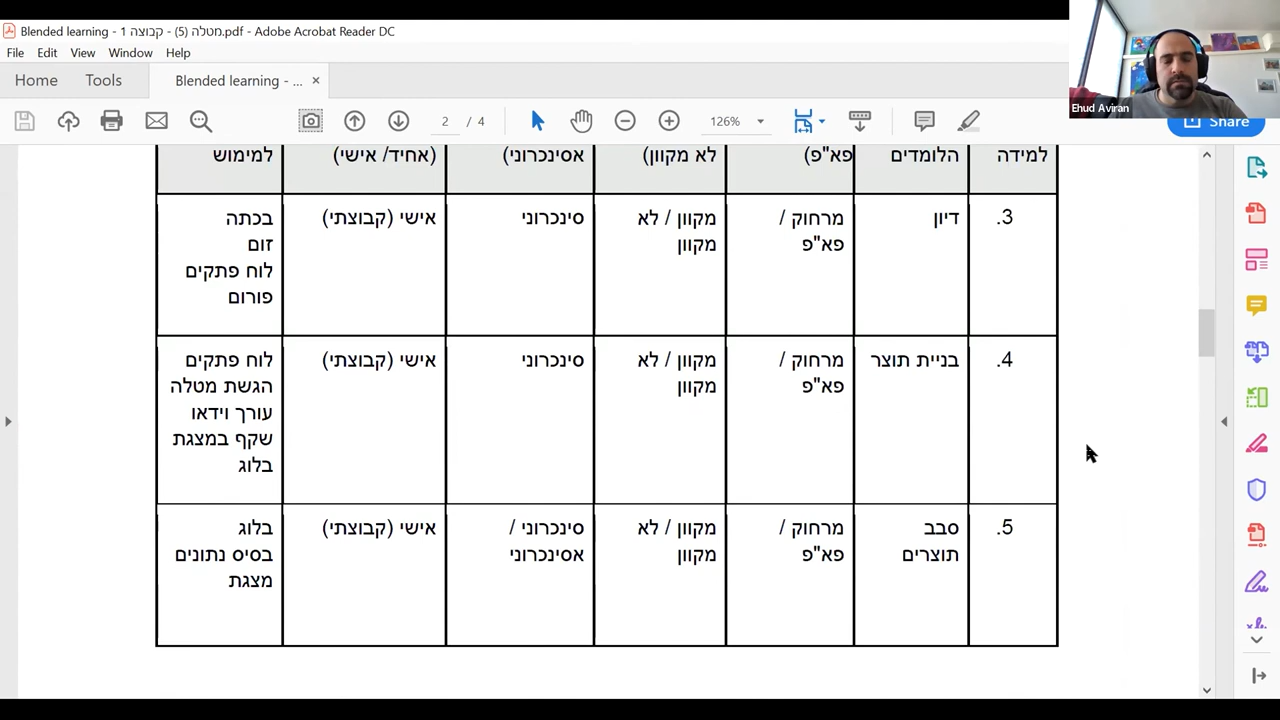 Blended learning - 1 קבוצה - (5) מטלה.pdf - Adobe Acrobat Reader DC
File Edit View Window Help
Home Tools Blended learning - ... ×
2 / 4 126% Share
Ehud Aviran
למידה הלומדים פא"פ) לא מקוון) אסינכרוני) (אחיד/ אישי) למימוש
3. דיון מרחוק / מקוון / לא סינכרוני אישי (קבוצתי) בכתה
פא"פ מקוון זום
לוח פתקים
פורום
4. בניית תוצר מרחוק / מקוון / לא סינכרוני אישי (קבוצתי) לוח פתקים
פא"פ מקוון הגשת מטלה
עורך וידאו
שקף במצגת
בלוג
5. סבב מרחוק / מקוון / לא סינכרוני / אישי (קבוצתי) בלוג
תוצרים פא"פ מקוון אסינכרוני בסיס נתונים
מצגת